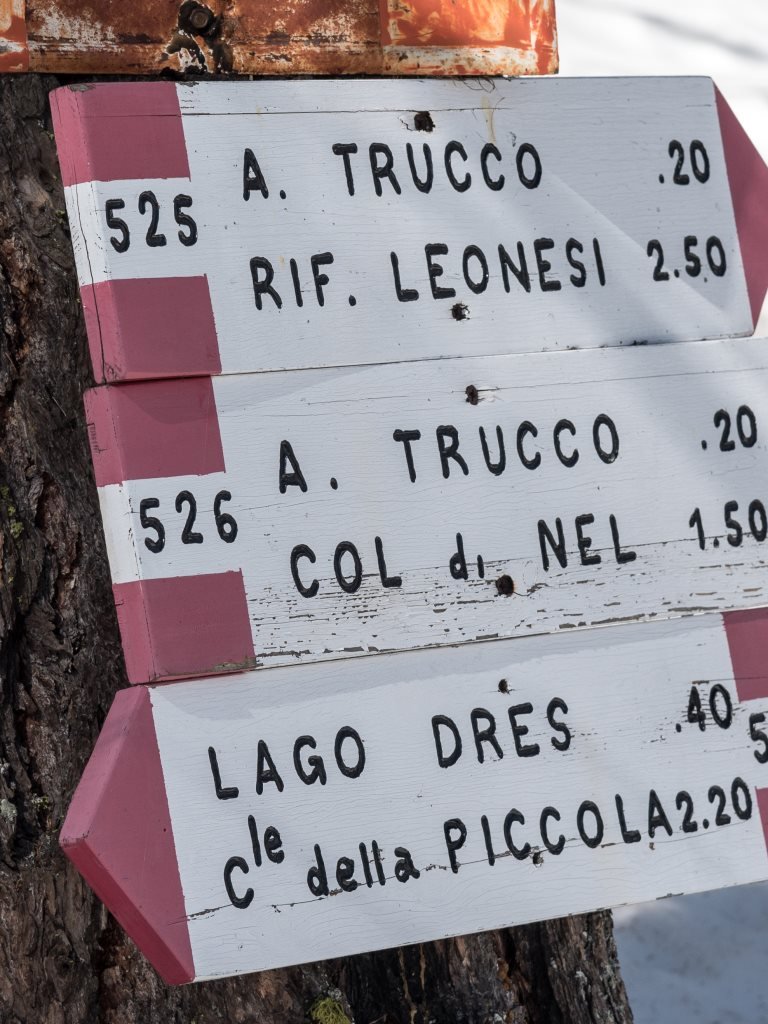 525 A. TRUCCO .20
RIF. LEONESI 2.50
526 A. TRUCCO .20
COL di NEL 1.50
LAGO DRES .40
Cle della PICCOLA 2.20